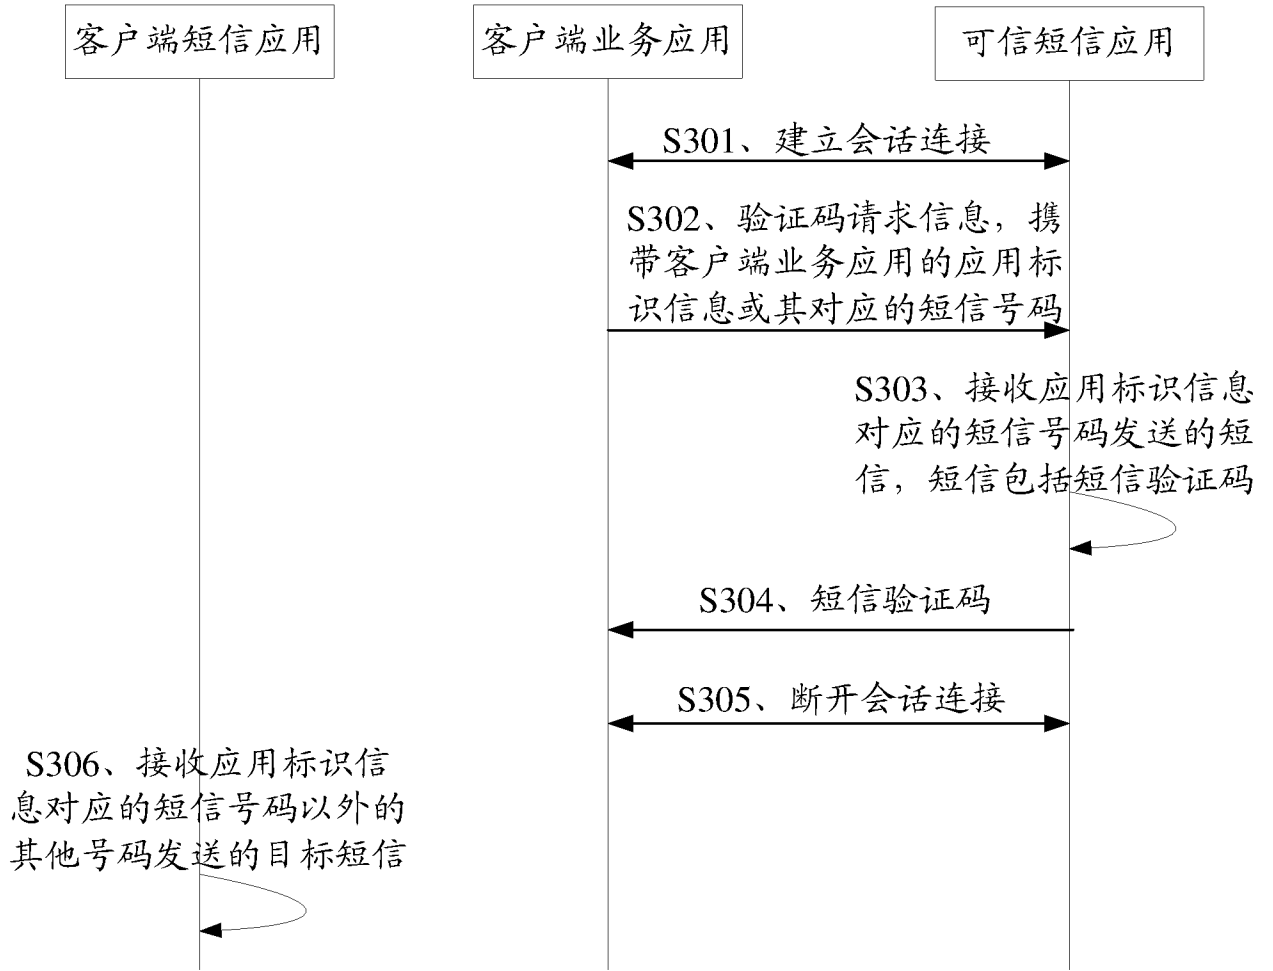 客户端短信应用
客户端业务应用
可信短信应用
S301、建立会话连接
S302、验证码请求信息，携
带客户端业务应用的应用标
识信息或其对应的短信号码
S303、接收应用标识信息
对应的短信号码发送的短
信，短信包括短信验证码
S304、短信验证码
S305、断开会话连接
S306、接收应用标识信
息对应的短信号码以外的
其他号码发送的目标短信